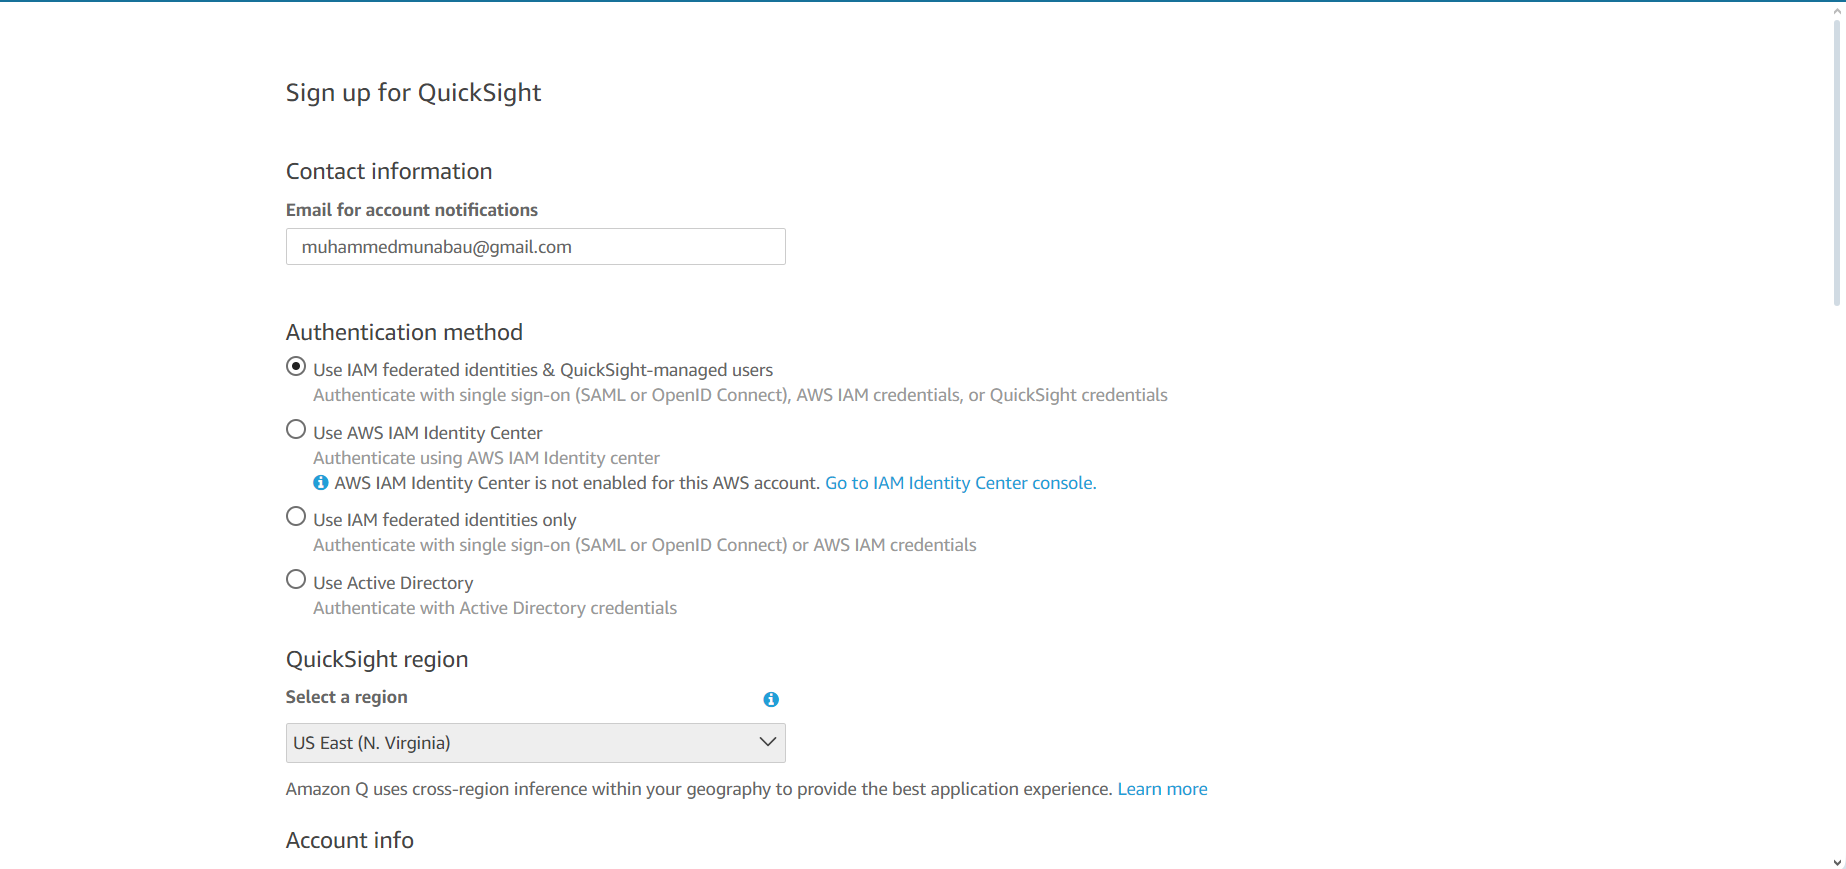 Sign up for QuickSight
Contact information
Email for account notifications
muhammedmunabau@gmail.com
Authentication method
Use IAM federated identities & QuickSight-managed users
Authenticate with single sign-on (SAML or OpenID Connect), AWS IAM credentials, or QuickSight credentials
Use AWS IAM Identity Center
Authenticate using AWS IAM Identity center
AWS IAM Identity Center is not enabled for this AWS account. Go to IAM Identity Center console.
Use IAM federated identities only
Authenticate with single sign-on (SAML or OpenID Connect) or AWS IAM credentials
Use Active Directory
Authenticate with Active Directory credentials
QuickSight region
Select a region
US East (N. Virginia)
Amazon Q uses cross-region inference within your geography to provide the best application experience. Learn more
Account info